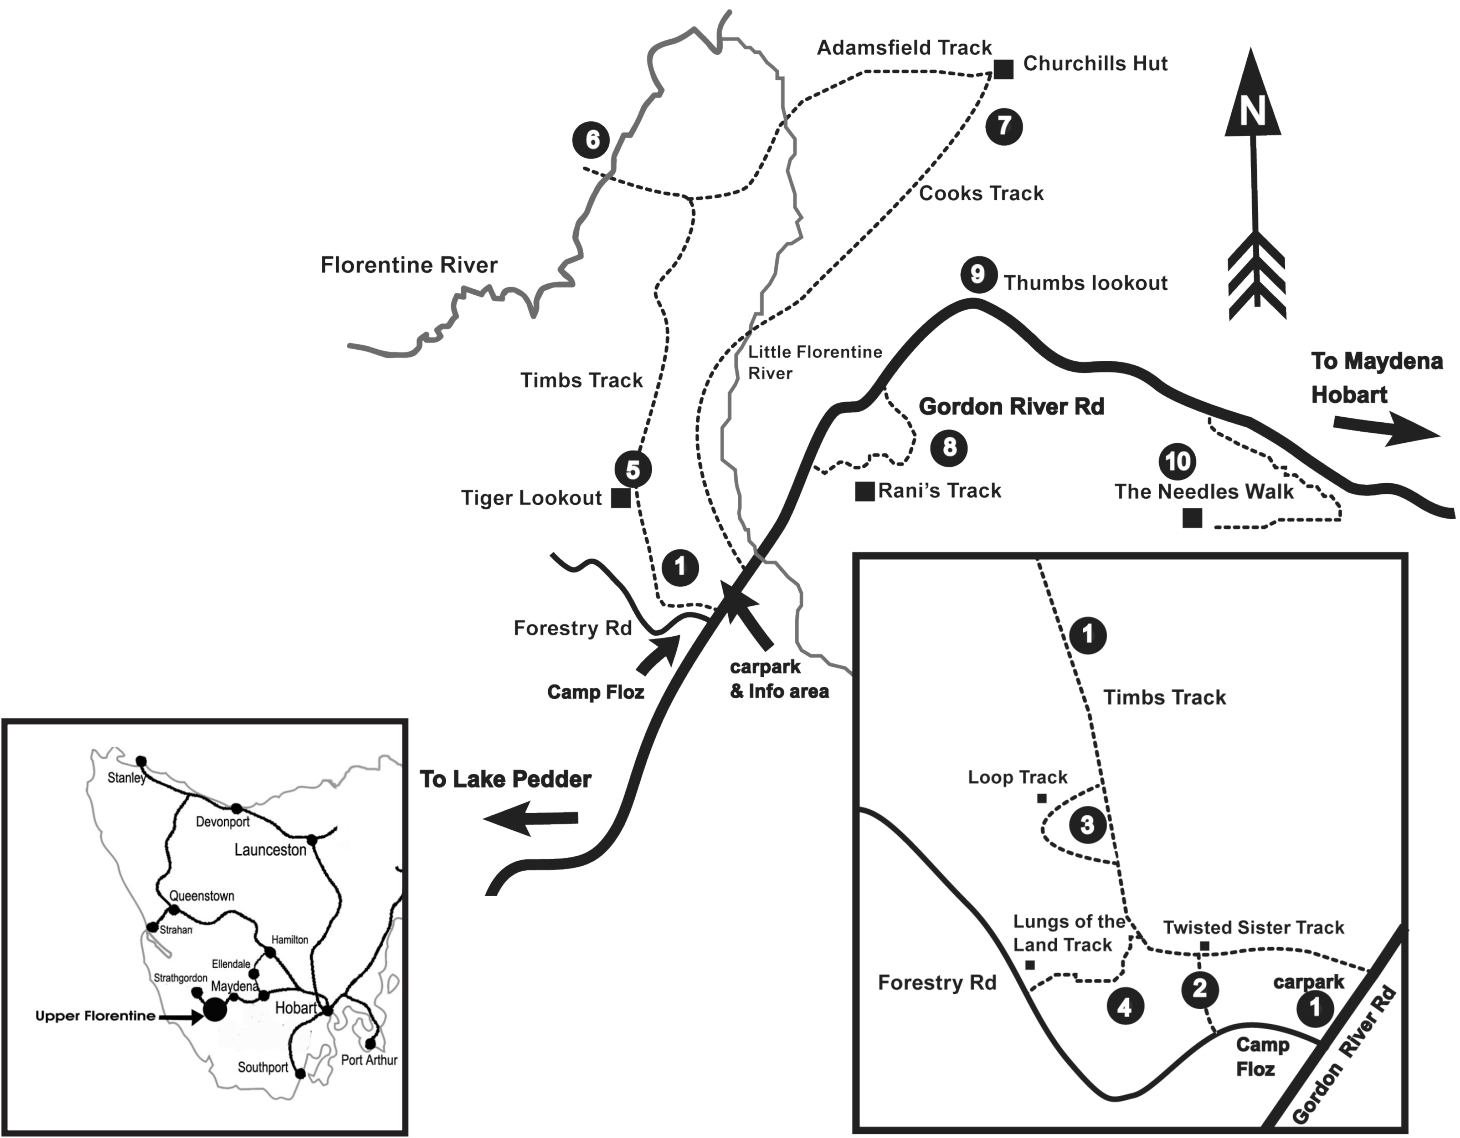 Adamsfield Track
Churchills Hut
N
6
7
Cooks Track
Florentine River
9
Thumbs lookout
Little Florentine
River
To Maydena
Hobart
Timbs Track
Gordon River Rd
8
5
10
Tiger Lookout
Rani's Track
The Needles Walk
1
Forestry Rd
carpark
& Info area
Camp Floz
To Lake Pedder
1
Timbs Track
Loop Track
3
Lungs of the
Land Track
Twisted Sister Track
Forestry Rd
4
2
carpark
1
Camp
Floz
Gordon River Rd
Stanley
Devonport
Launceston
Queenstown
Strahan
Hamilton
Ellendale
Strathgordon
Maydena
Hobart
Upper Florentine
Port Arthur
Southport